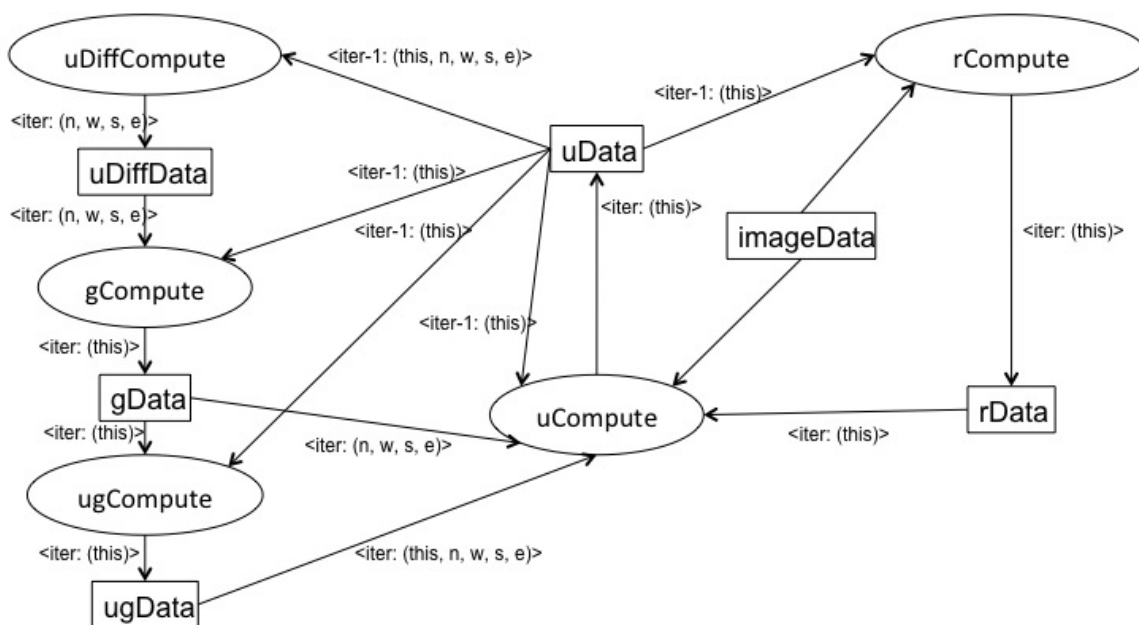 uDiffCompute
<iter-1: (this, n, w, s, e)>
rCompute
<iter-1: (this)>
<iter: (n, w, s, e)>
uData
uDiffData
<iter-1: (this)>
<iter: (n, w, s, e)>
<iter: (this)>
<iter-1: (this)>
imageData
<iter: (this)>
gCompute
<iter-1: (this)>
<iter: (this)>
gData
uCompute
rData
<iter: (this)>
<iter: (n, w, s, e)>
<iter: (this)>
ugCompute
<iter: (this)>
<iter: (this, n, w, s, e)>
ugData